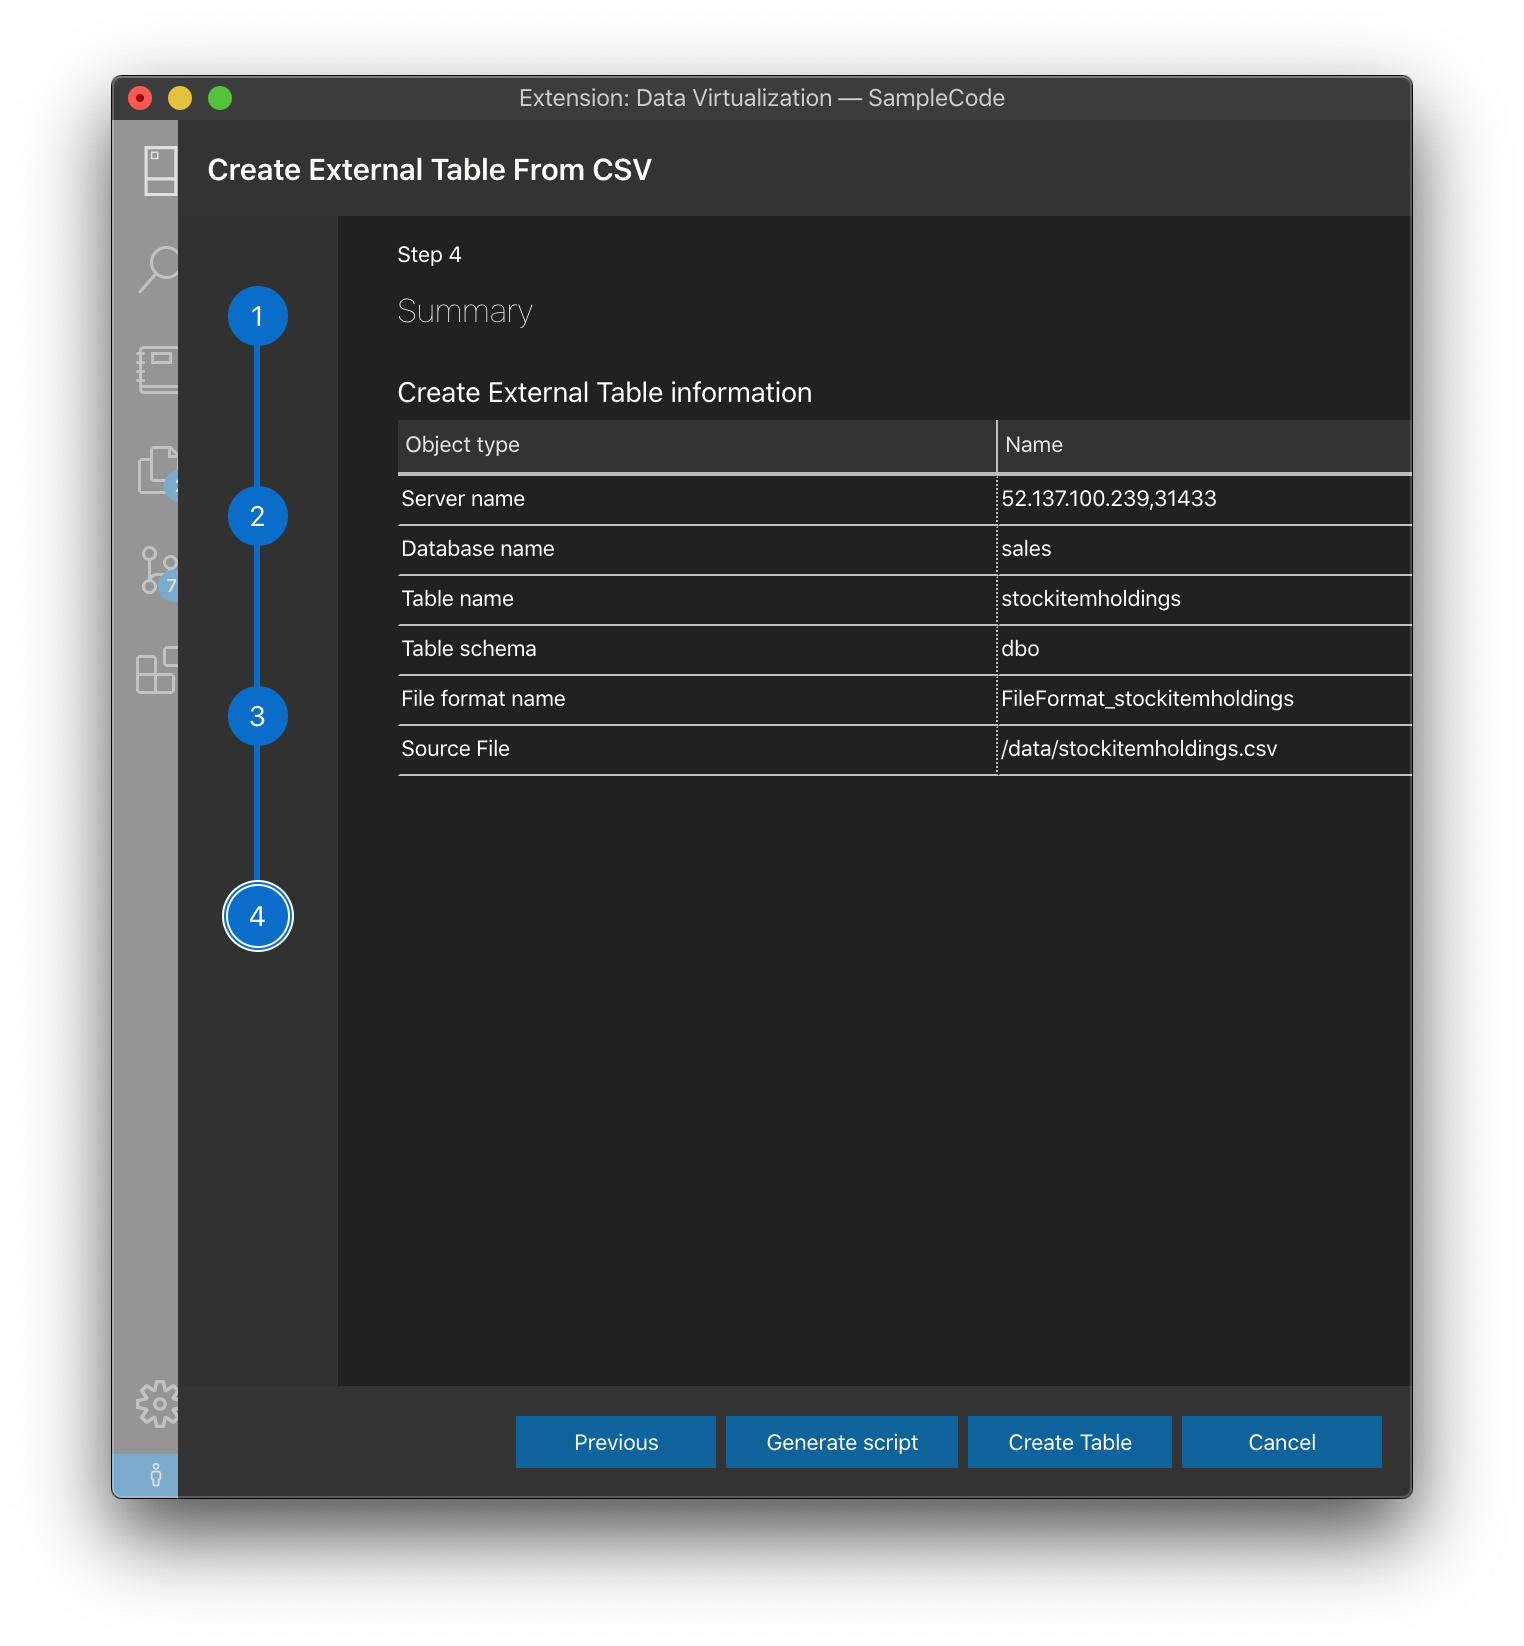 Extension: Data Virtualization — SampleCode
Create External Table From CSV
1
2
3
4
7
Step 4
Summary
Create External Table information
Object type Name
Server name 52.137.100.239,31433
Database name sales
Table name stockitemholdings
Table schema dbo
File format name FileFormat_stockitemholdings
Source File /data/stockitemholdings.csv
Previous Generate script Create Table Cancel